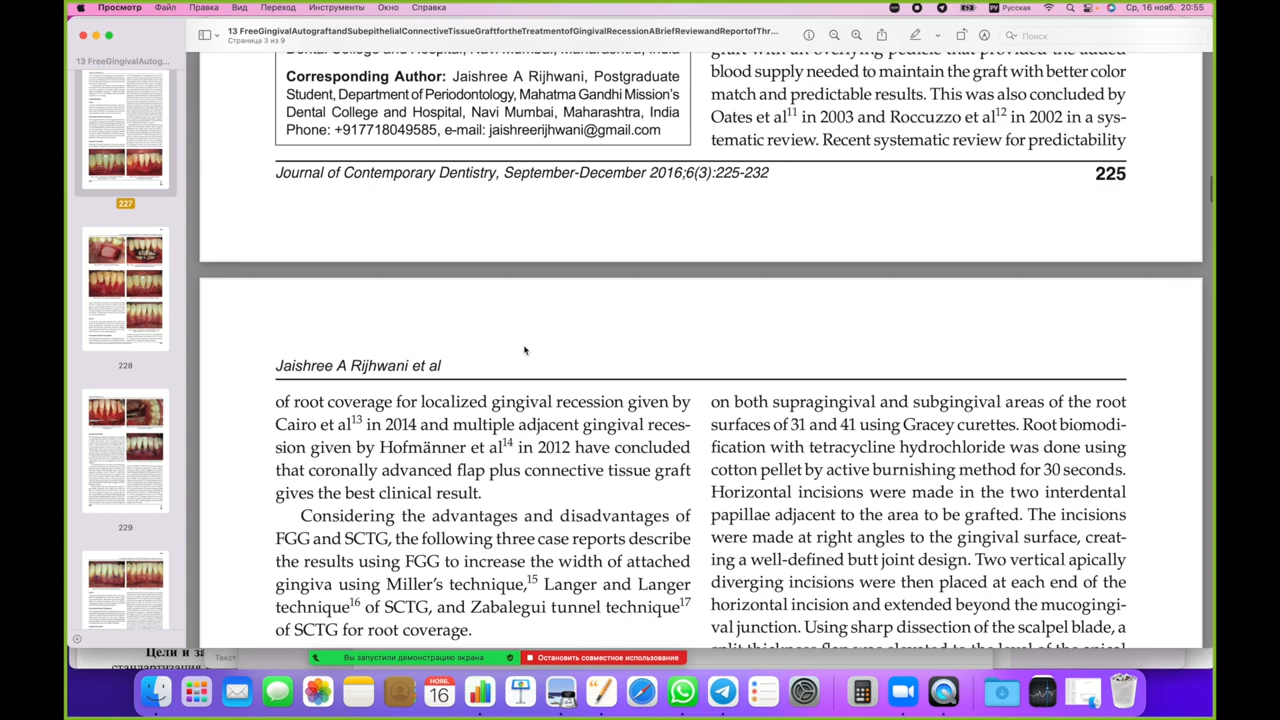 Просмотр Файл Правка Вид Переход Инструменты Окно Справка
РУ Русская Ср, 16 нояб. 20:55
13 FreeGingivalAutograftandSubepithelialConnectiveTissueGraftfortheTreatmentofGingivalRecessionABriefReviewandReportofThr...
Страница 3 из 9
Поиск
13 FreeGingivalAutog...
227
228
229
Corresponding Author: Jaishree A Rijhwani, Postgraduate
Student, Department of Periodontology, Mahatma Gandhi Mission's
Dental College and Hospital, Navi Mumbai, Maharashtra, India
Phone: +917718049585, e-mail: jaishreerijhwani@gmail.com
blood supply needed to maintain the graft with better color
match and predictable results. This was also concluded by
Oates et al11 in 2003 and Roccuzzo et al12 in 2002 in a sys-
tematic review. Recent systematic review for predictability
Journal of Contemporary Dentistry, September-December 2016;6(3):225-232
225
Jaishree A Rijhwani et al
of root coverage for localized gingival recession given by
Cairo et al13 in 2014 and multiple adjacent gingival reces-
sion given by Hofmänner et al14 in 2012 have concluded
that coronally advanced flap plus connective tissue graft
gives the best clinical result.
Considering the advantages and disadvantages of
FGG and SCTG, the following three case reports describe
the results using FGG to increase the width of attached
gingiva using Miller's technique,15 Langer and Langer
technique16 of SCTG, and Zabalegui tunnel technique17
of SCTG for root coverage.
on both supragingival and subgingival areas of the root
surfaces of 31 and 41 using Gracey curettes. Root biomodi-
fication with tetracycline hydrochloride was done using
cotton pellet by active burnishing method for 30 seconds.
Horizontal incisions were made in the two interdental
papillae adjacent to the area to be grafted. The incisions
were made at right angles to the gingival surface, creat-
ing a well-defined butt joint design. Two vertical apically
diverging incisions were then placed at each end of the
horizontal incision and extended beyond the mucogingi-
val junction. Using sharp dissection of the scalpel blade, a
Цели и за
Текст
Вы запустили демонстрацию экрана
Остановить совместное использование
НОЯБ.
16